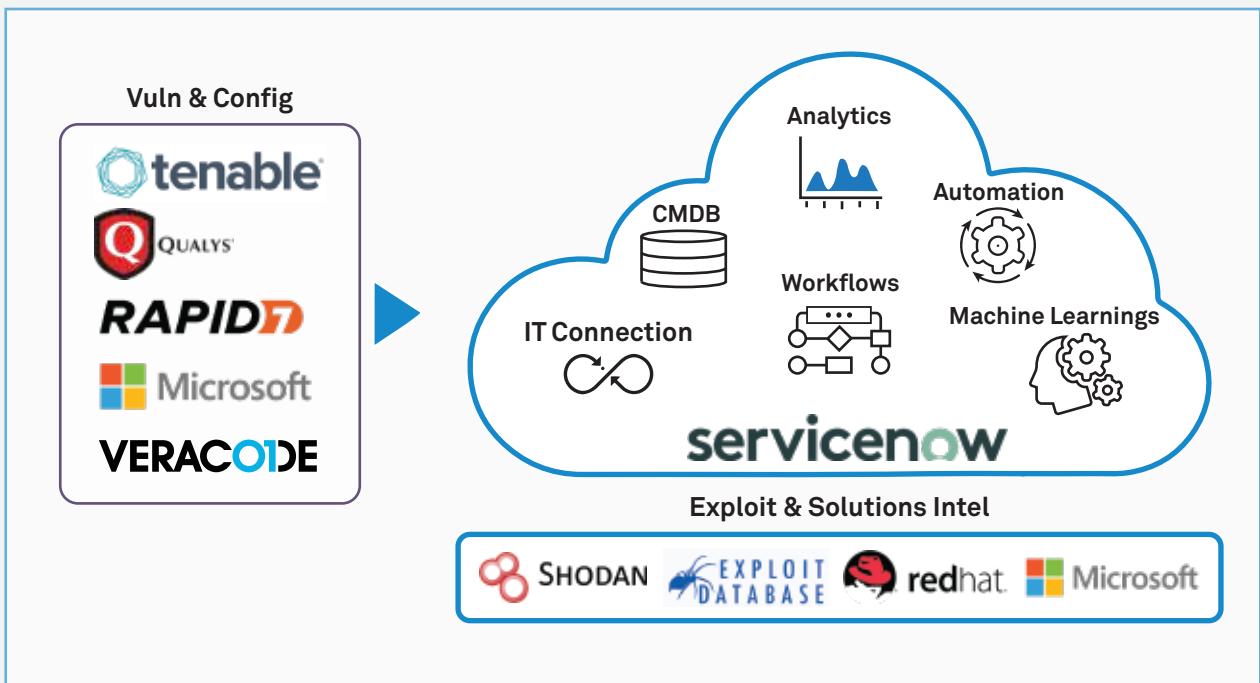 Vuln & Config
tenable
QUALYS
RAPID7
Microsoft
VERACODE
Analytics
Automation
CMDB
Workflows
IT Connection
Machine Learnings
servicenow
Exploit & Solutions Intel
SHODAN
EXPLOIT
DATABASE
redhat.
Microsoft